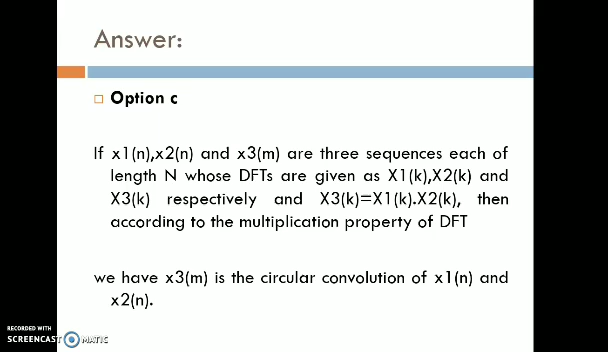 Answer:
Option c
If x1(n),x2(n) and x3(m) are three sequences each of
length N whose DFTs are given as X1(k),X2(k) and
X3(k) respectively and X3(k)=X1(k).X2(k), then
according to the multiplication property of DFT
we have x3(m) is the circular convolution of x1(n) and
x2(n).
RECORDED WITH
SCREENCAST MATIC